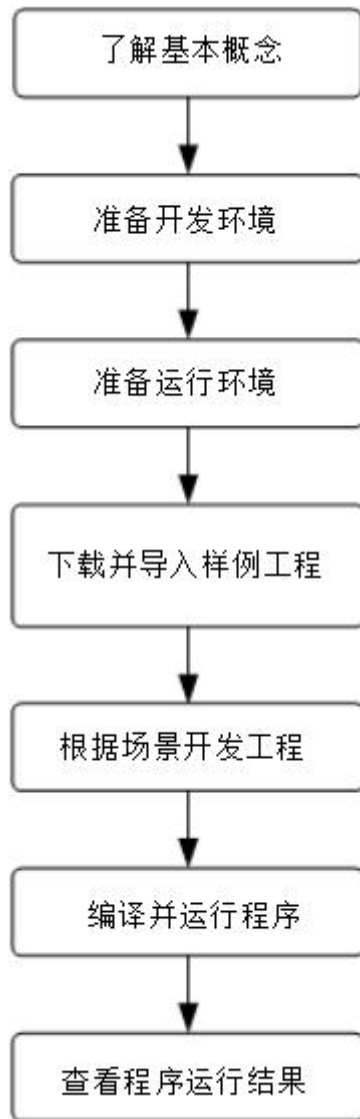 了解基本概念
准备开发环境
准备运行环境
下载并导入样例工程
根据场景开发工程
编译并运行程序
查看程序运行结果